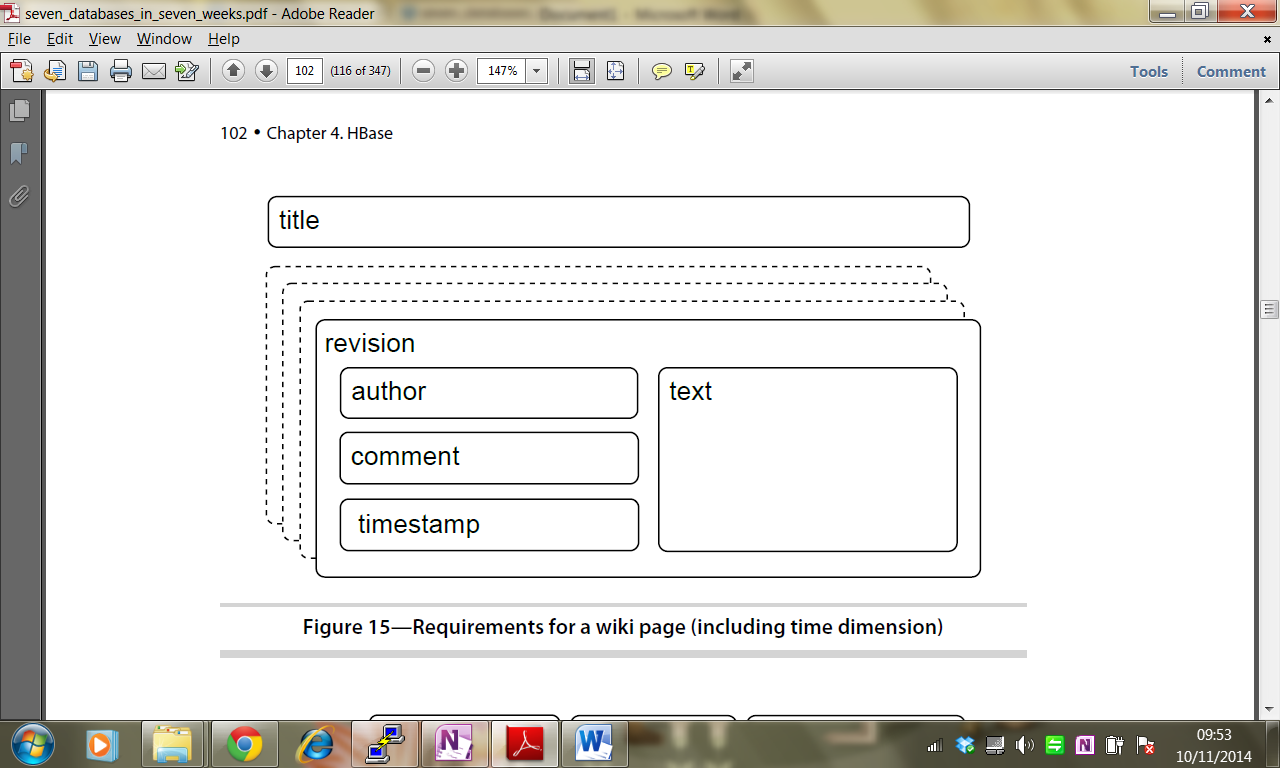 seven_databases_in_seven_weeks.pdf - Adobe Reader
File Edit View Window Help
102 (116 of 347) 147% Tools Comment
102 • Chapter 4. HBase
title
revision
author
text
comment
timestamp
Figure 15—Requirements for a wiki page (including time dimension)
09:53
10/11/2014